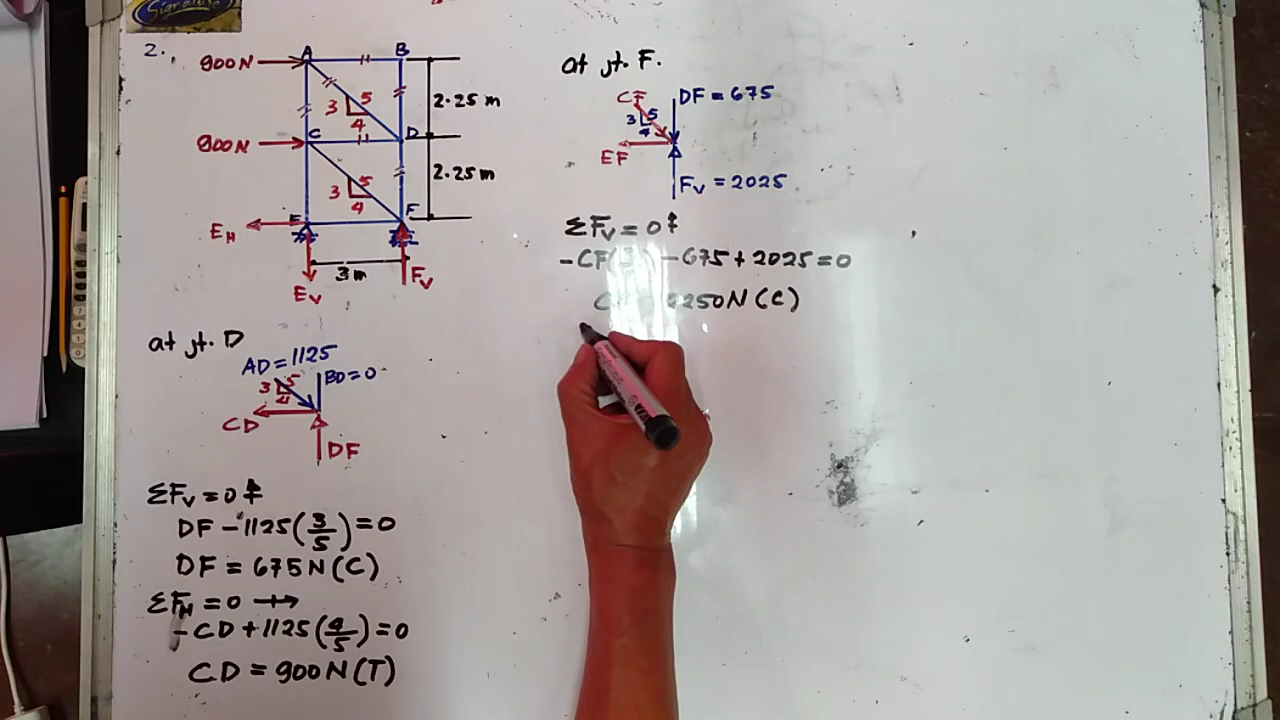 Signature
2.
900N
A
B
3
5
4
2.25 m
900N
C
D
3
5
4
2.25 m
EH
E
F
3m
EV
FV
at jt. D
AD = 1125
BD = 0
3
5
4
CD
DF
ΣFV = 0
DF - 1125(3/5) = 0
DF = 675N (C)
ΣFH = 0 →+
-CD + 1125(4/5) = 0
CD = 900N (T)
at jt. F.
CF
DF = 675
3
5
4
EF
FV = 2025
ΣFV = 0
-CF( - 675 + 2025 = 0
250N (C)